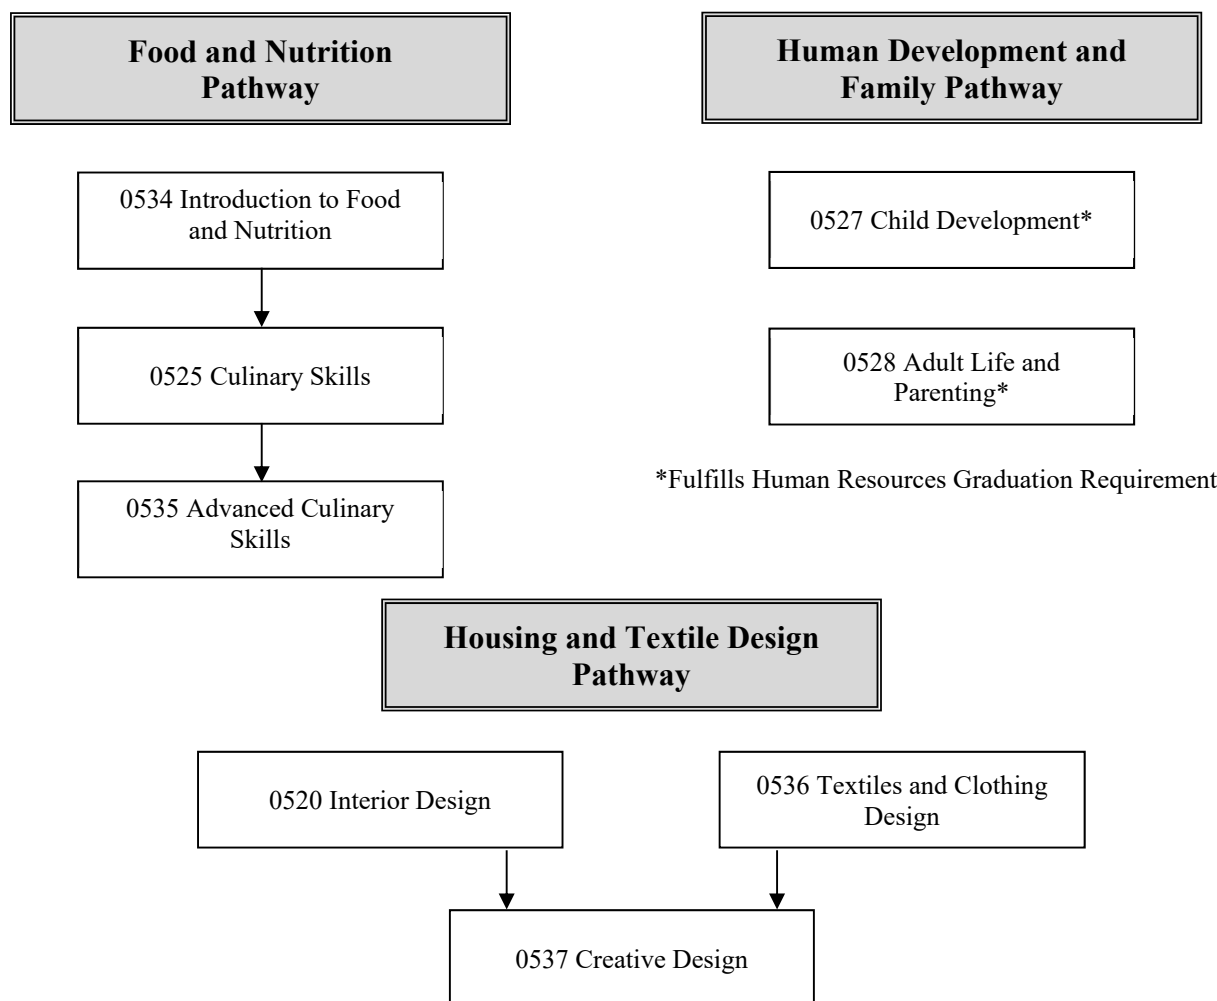 Food and Nutrition
Pathway
0534 Introduction to Food
and Nutrition
0525 Culinary Skills
0535 Advanced Culinary
Skills
Human Development and
Family Pathway
0527 Child Development*
0528 Adult Life and
Parenting*
*Fulfills Human Resources Graduation Requirement
Housing and Textile Design
Pathway
0520 Interior Design
0536 Textiles and Clothing
Design
0537 Creative Design